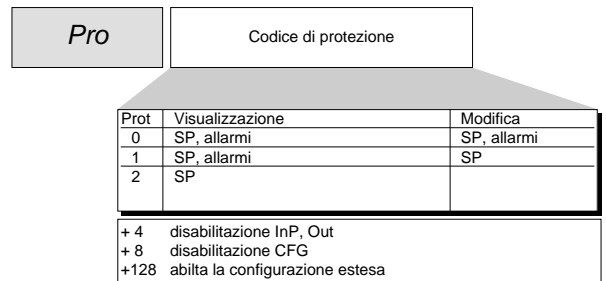 Pro Codice di protezione
Prot Visualizzazione Modifica
0 SP, allarmi SP, allarmi
1 SP, allarmi SP
2 SP
+ 4 disabilitazione InP, Out
+ 8 disabilitazione CFG
+128 abilta la configurazione estesa